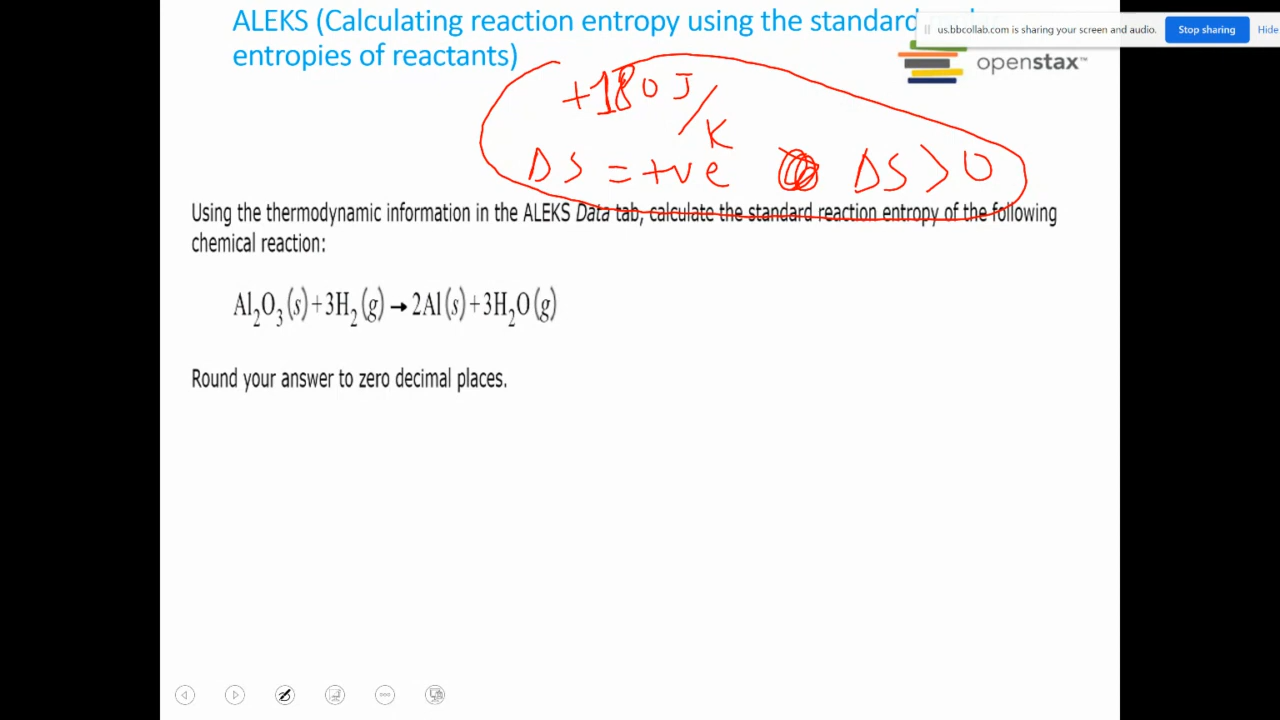 ALEKS (Calculating reaction entropy using the standard
entropies of reactants)
us.bbcollab.com is sharing your screen and audio.
Stop sharing
Hide
openstax™
+180 J/K
ΔS = +ve ΔS > 0
Using the thermodynamic information in the ALEKS Data tab, calculate the standard reaction entropy of the following
chemical reaction:
Al₂O₃(s)+3H₂(g)→2Al(s)+3H₂O(g)
Round your answer to zero decimal places.